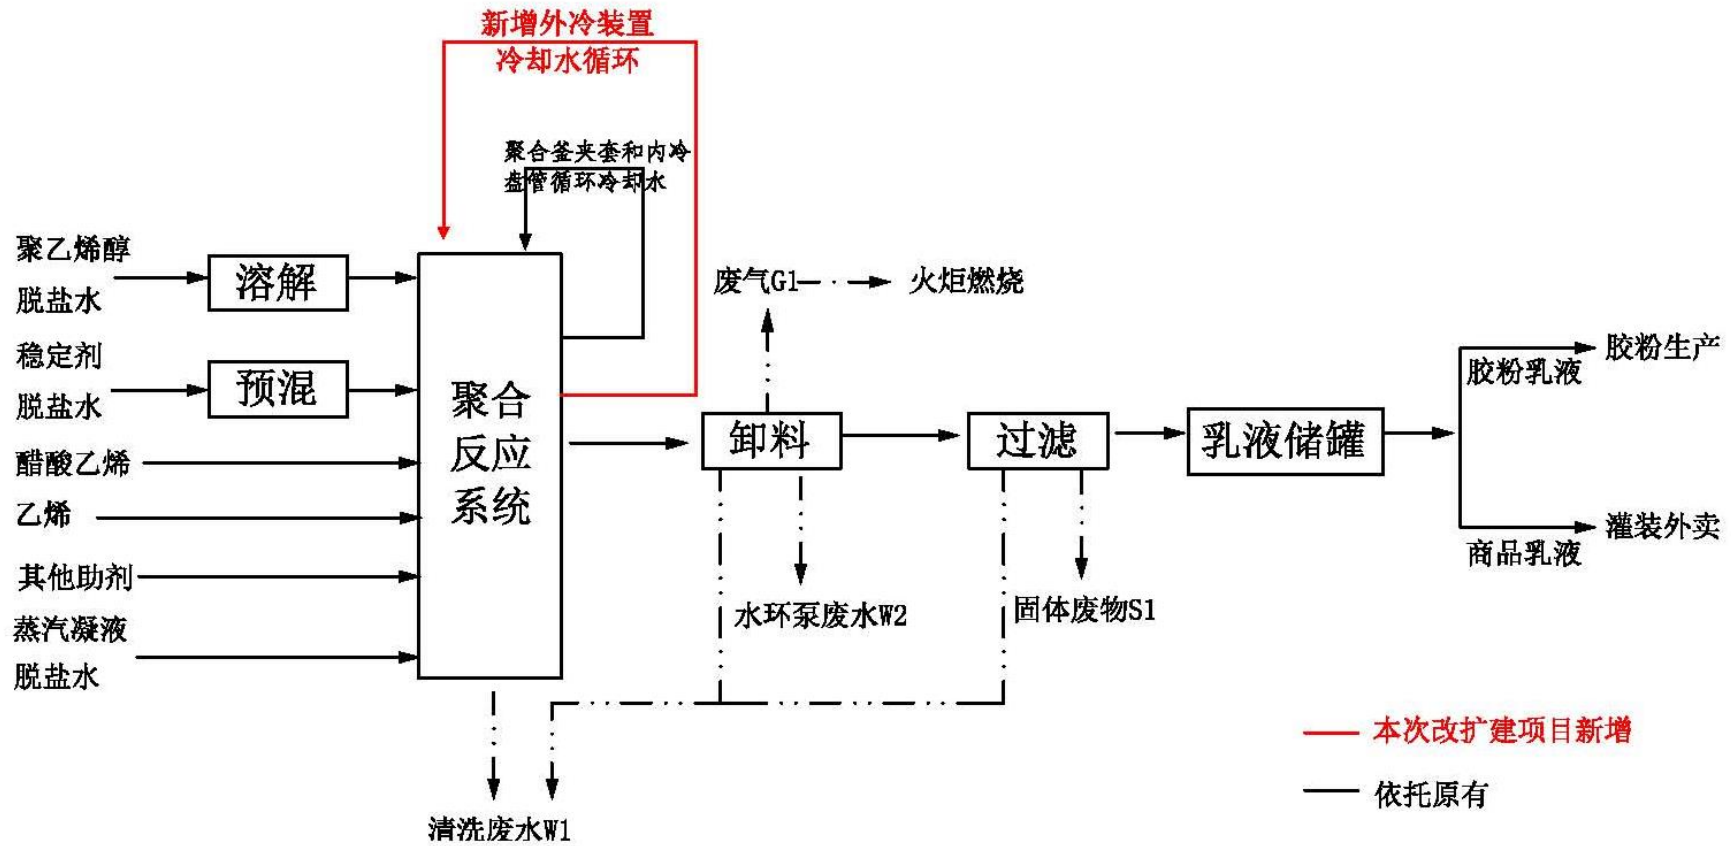 新增外冷装置
冷却水循环
聚合釜夹套和内冷
盘管循环冷却水
聚乙烯醇
脱盐水
溶解
稳定剂
脱盐水
预混
醋酸乙烯
乙烯
其他助剂
蒸汽凝液
脱盐水
聚合
反应
系统
废气G1
火炬燃烧
卸料
过滤
乳液储罐
胶粉生产
胶粉乳液
灌装外卖
商品乳液
水环泵废水W2
固体废物S1
清洗废水W1
本次改扩建项目新增
依托原有